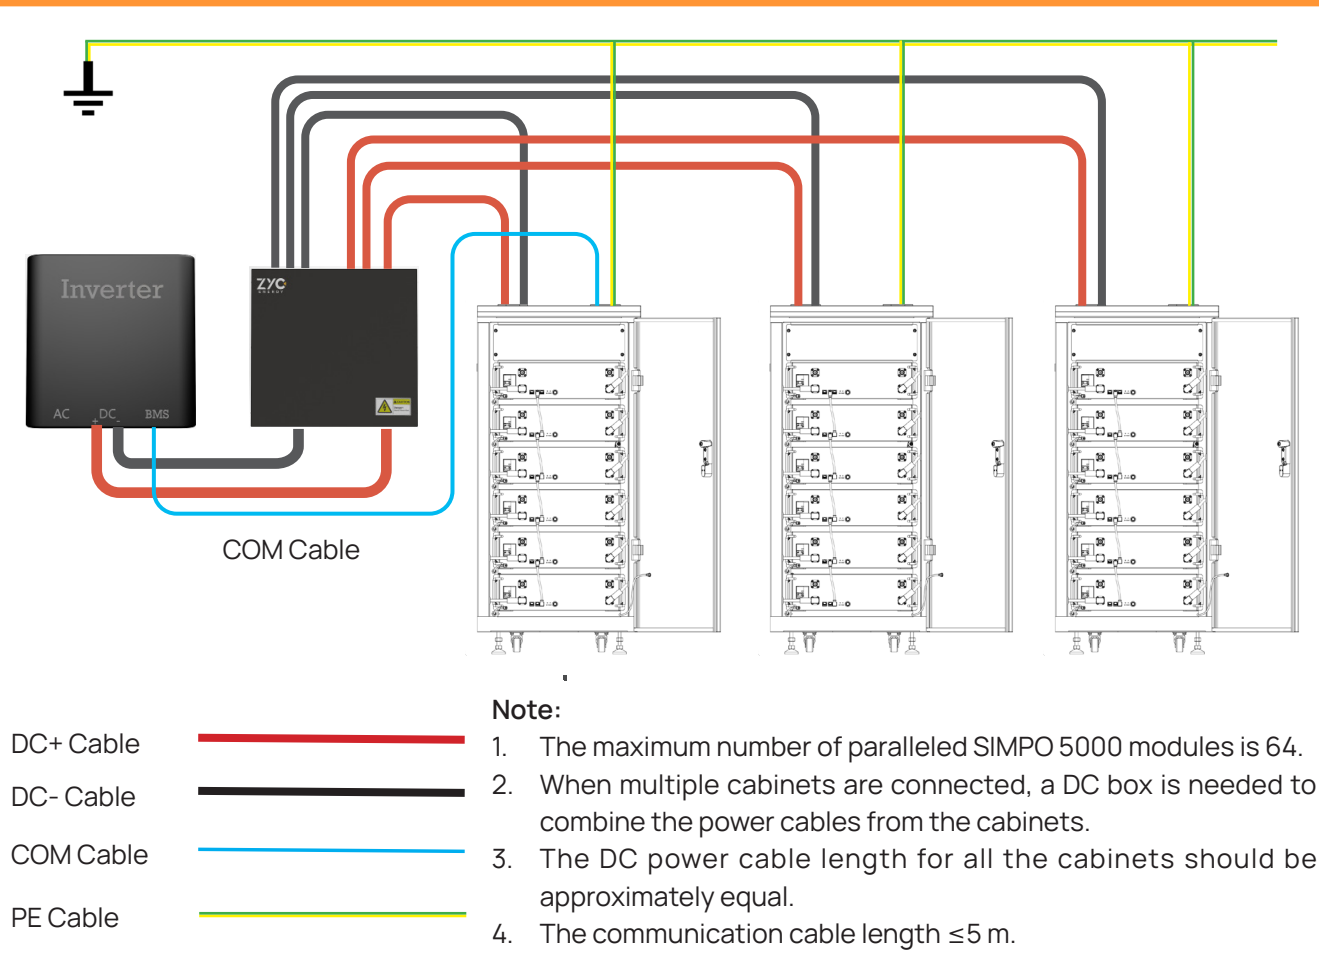 Inverter
ZYC
ENERGY
AC + DC - BMS
COM Cable
Note:
DC+ Cable
DC- Cable
COM Cable
PE Cable
1. The maximum number of paralleled SIMPO 5000 modules is 64.
2. When multiple cabinets are connected, a DC box is needed to
combine the power cables from the cabinets.
3. The DC power cable length for all the cabinets should be
approximately equal.
4. The communication cable length ≤5 m.